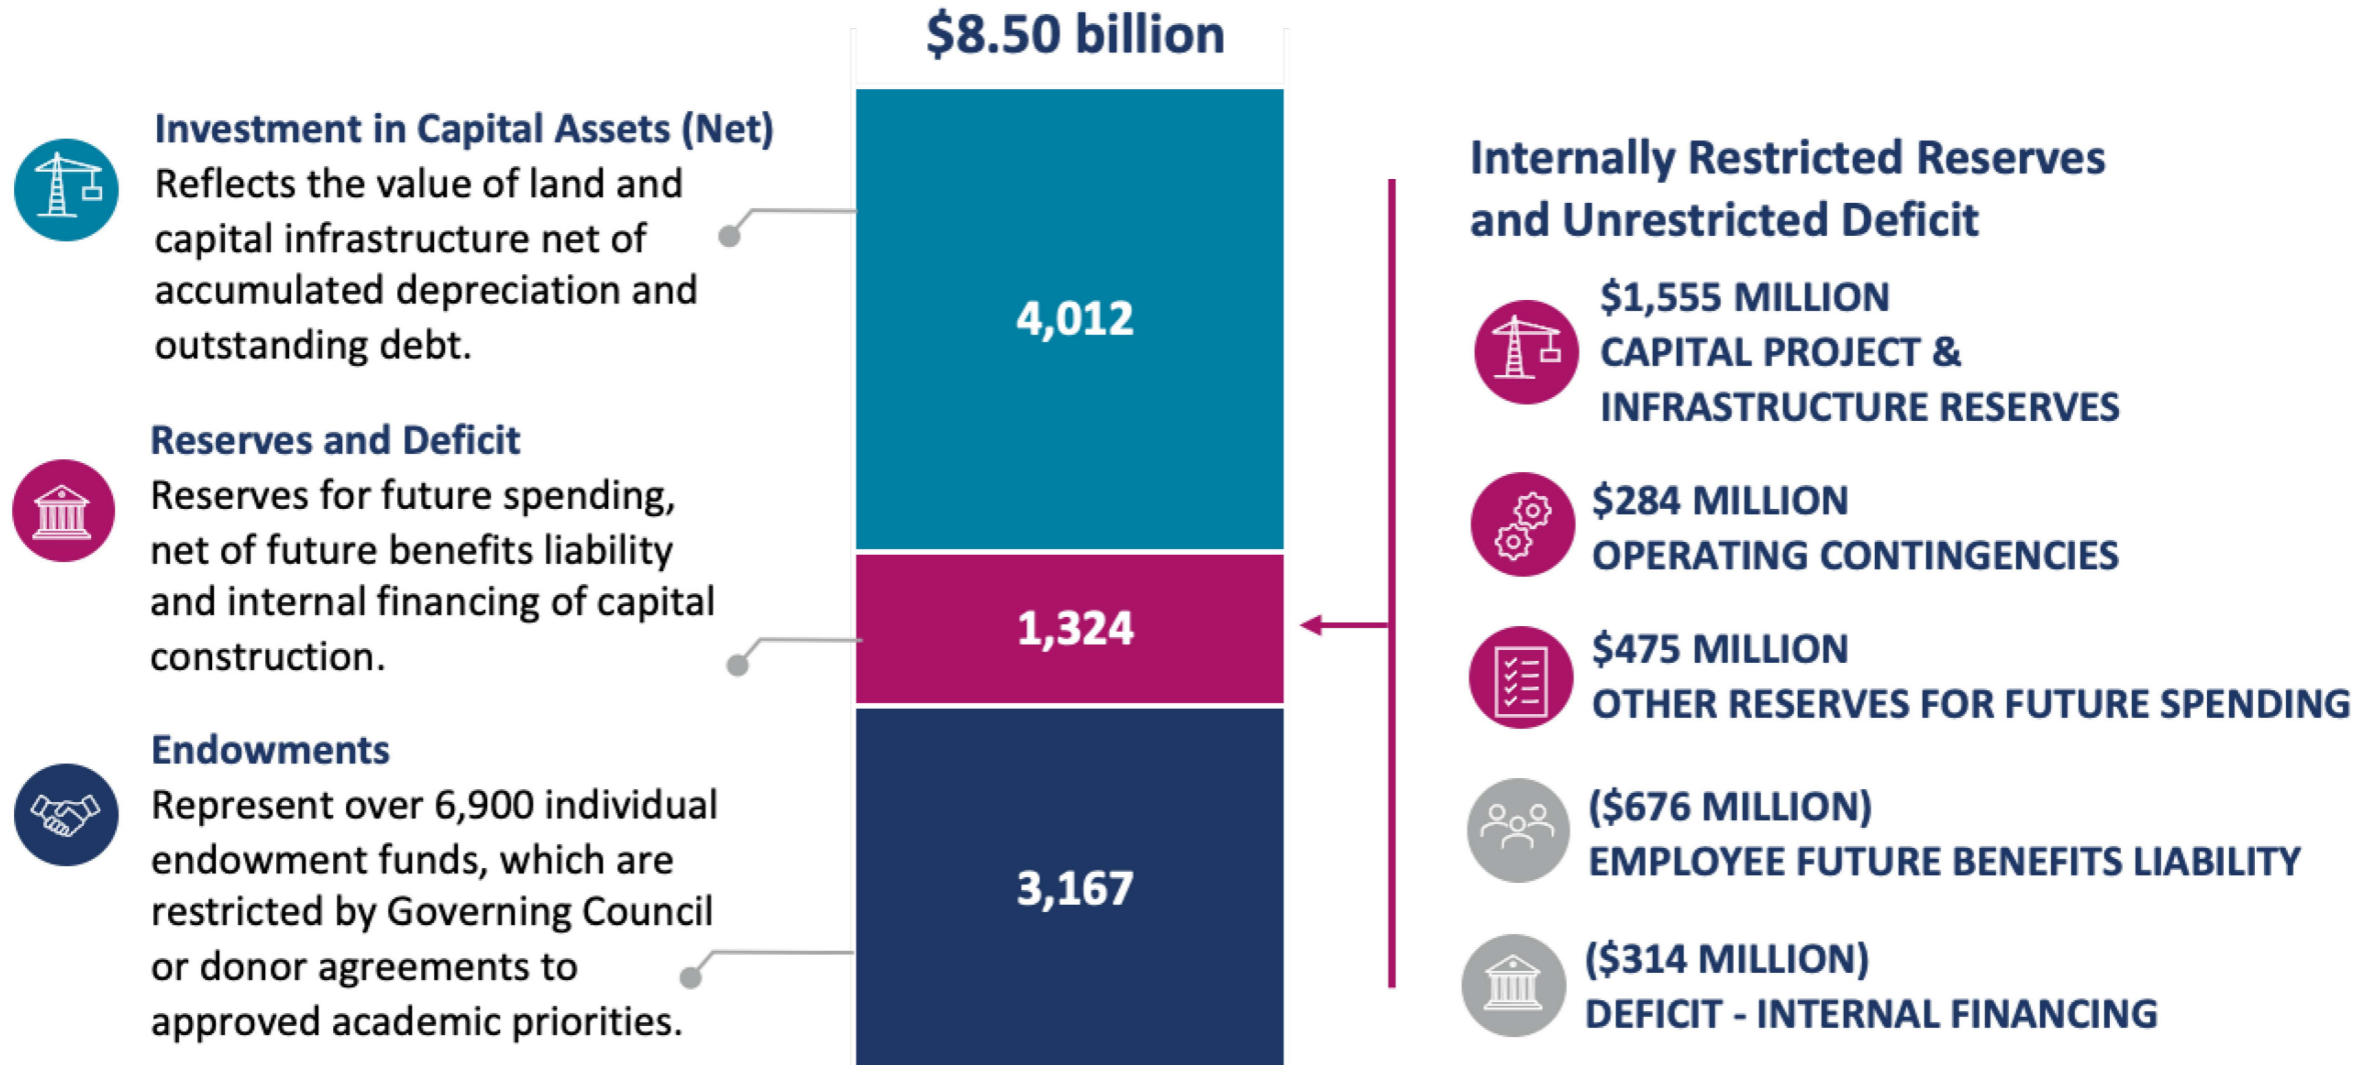 $8.50 billion
Investment in Capital Assets (Net)
Reflects the value of land and
capital infrastructure net of
accumulated depreciation and
outstanding debt.
Reserves and Deficit
Reserves for future spending,
net of future benefits liability
and internal financing of capital
construction.
Endowments
Represent over 6,900 individual
endowment funds, which are
restricted by Governing Council
or donor agreements to
approved academic priorities.
4,012
1,324
3,167
Internally Restricted Reserves
and Unrestricted Deficit
$1,555 MILLION
CAPITAL PROJECT &
INFRASTRUCTURE RESERVES
$284 MILLION
OPERATING CONTINGENCIES
$475 MILLION
OTHER RESERVES FOR FUTURE SPENDING
($676 MILLION)
EMPLOYEE FUTURE BENEFITS LIABILITY
($314 MILLION)
DEFICIT - INTERNAL FINANCING